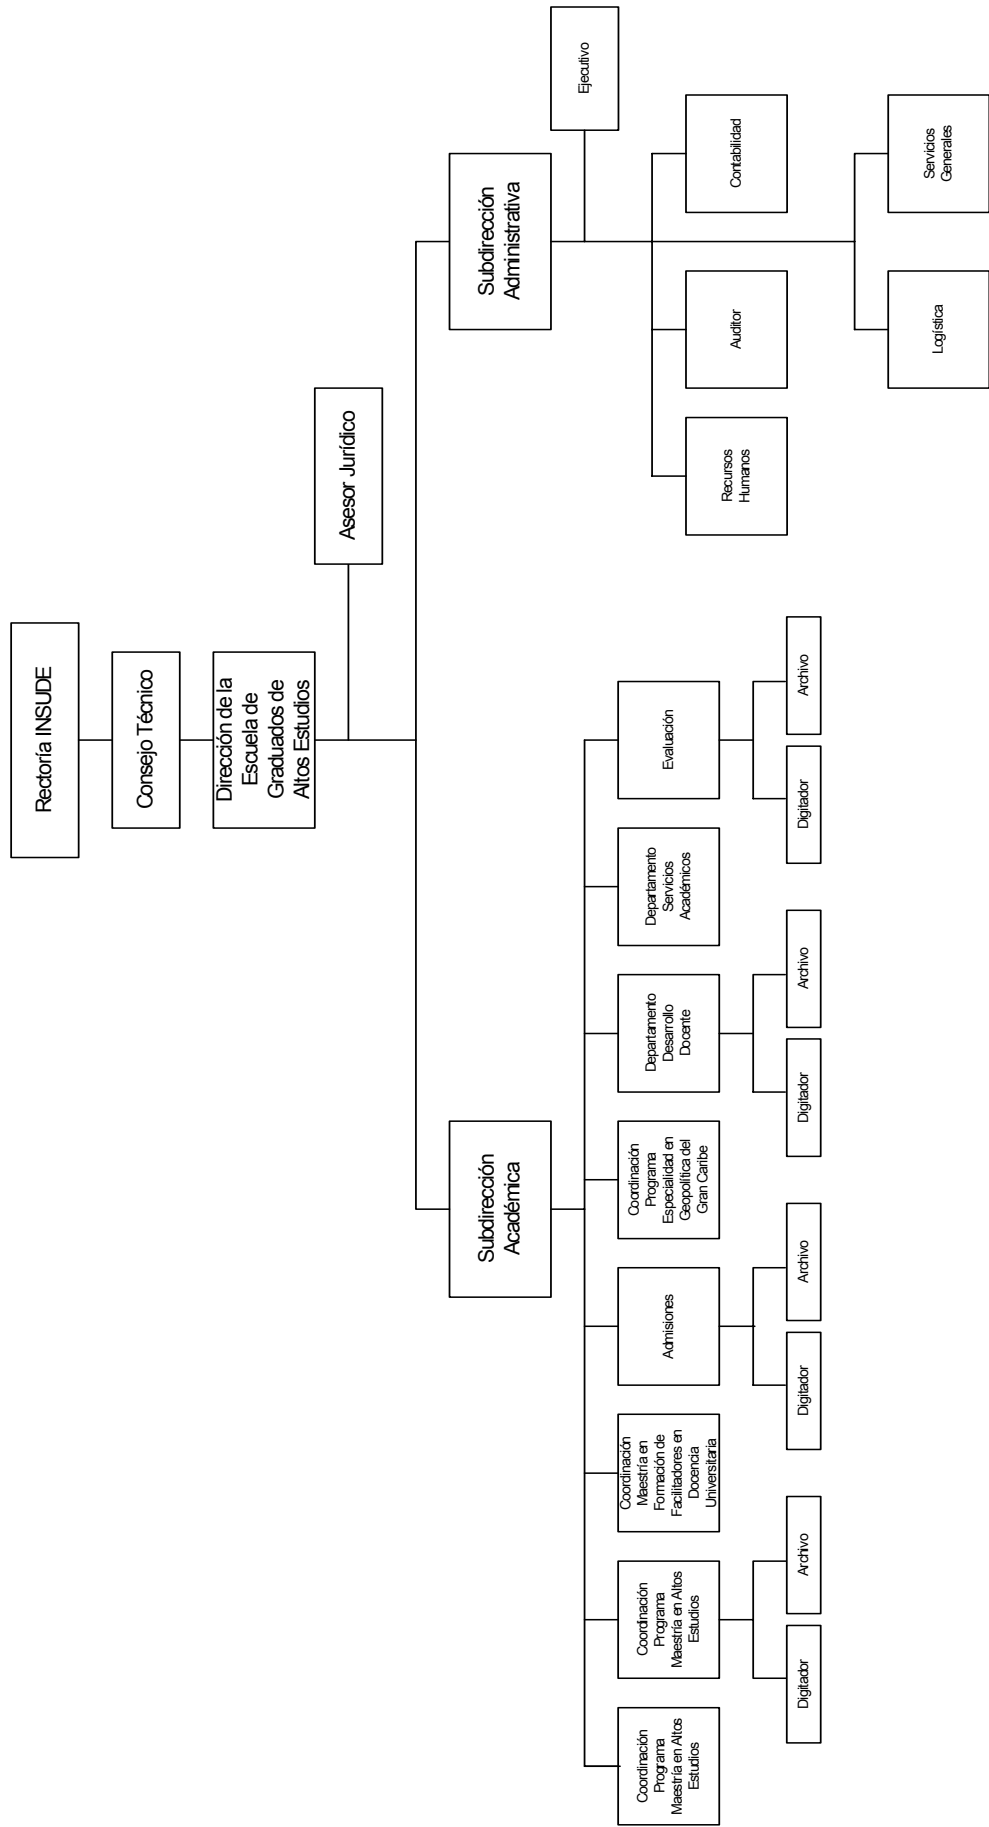 Rectoría INSUDE
Consejo Técnico
Dirección de la
Escuela de
Graduados de
Altos Estudios
Asesor Jurídico
Subdirección
Académica
Subdirección
Administrativa
Ejecutivo
Coordinación
Programa
Maestría en Altos
Estudios
Coordinación
Programa
Maestría en Altos
Estudios
Coordinación
Maestría en
Formación de
Facilitadores en
Docencia
Universitaria
Admisiones
Coordinación
Programa
Especialidad en
Geopolítica del
Gran Caribe
Departamento
Desarrollo
Docente
Departamento
Servicios
Académicos
Evaluación
Recursos
Humanos
Auditor
Contabilidad
Digitador
Archivo
Digitador
Archivo
Digitador
Archivo
Digitador
Archivo
Logística
Servicios
Generales